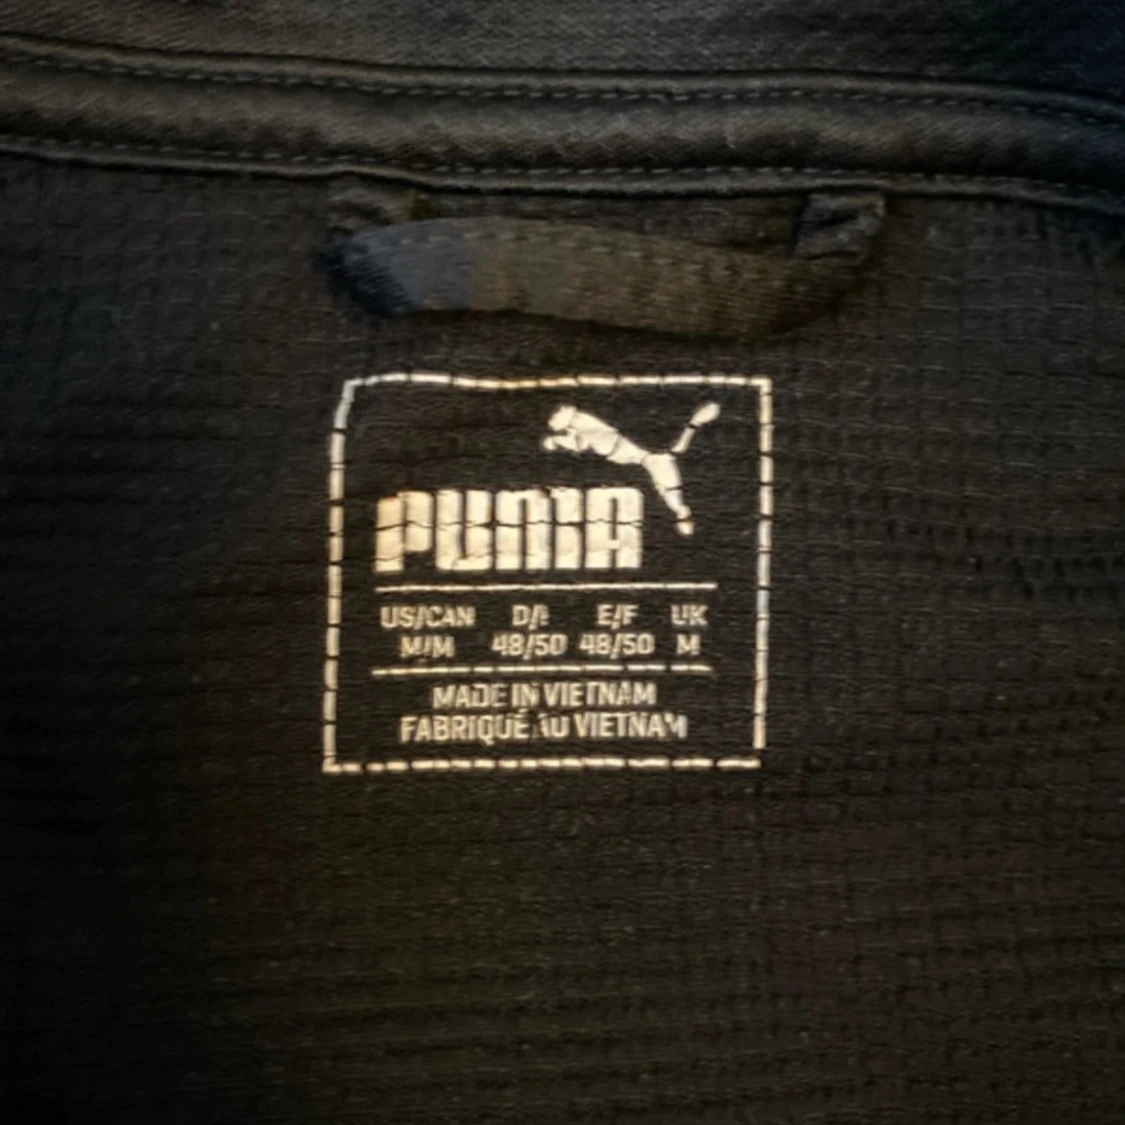 PUMA
US/CAN D/I E/F UK
M/M 48/50 48/50 M
MADE IN VIETNAM
FABRIQUÉ AU VIETNAM